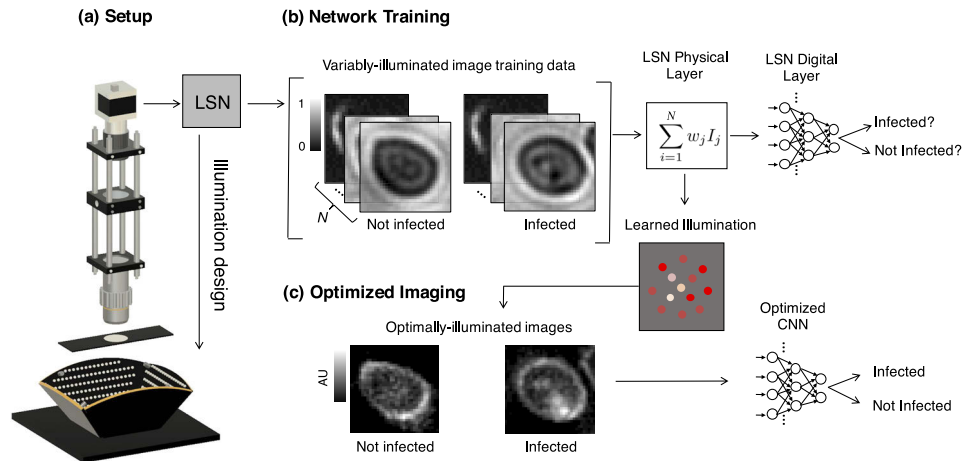 (a) Setup
LSN
Illumination design
(b) Network Training
Variably-illuminated image training data
1
0
N
...
Not infected
...
Infected
LSN Physical
Layer
N
∑ w_j I_j
i=1
LSN Digital
Layer
...
...
Infected?
Not Infected?
Learned Illumination
(c) Optimized Imaging
Optimally-illuminated images
AU
Not infected
Infected
Optimized
CNN
...
...
Infected
Not Infected